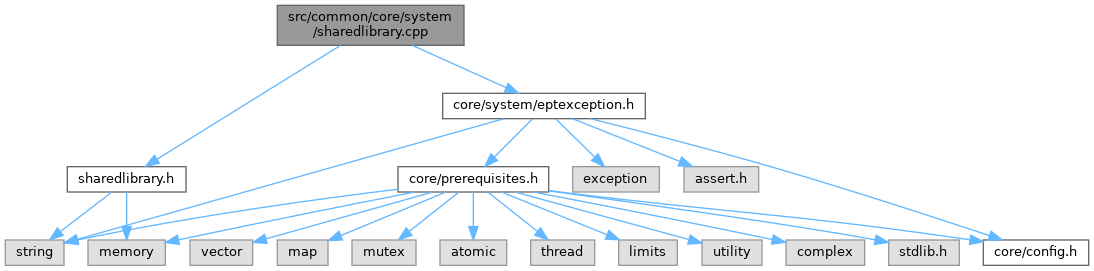 src/common/core/system
/sharedlibrary.cpp
core/system/eptexception.h
sharedlibrary.h
core/prerequisites.h
exception
assert.h
string
memory
vector
map
mutex
atomic
thread
limits
utility
complex
stdlib.h
core/config.h